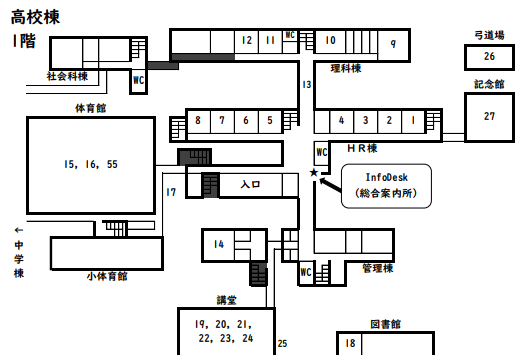 高校棟
1階
WC
12
11
10
9
弓道場
26
社会科棟
WC
理科棟
13
記念館
27
体育館
15, 16, 55
8
7
6
5
4
3
2
1
HR棟
WC
★
InfoDesk
(総合案内所)
17
入口
←中学棟
14
小体育館
WC
管理棟
講堂
19, 20, 21,
22, 23, 24
25
図書館
18